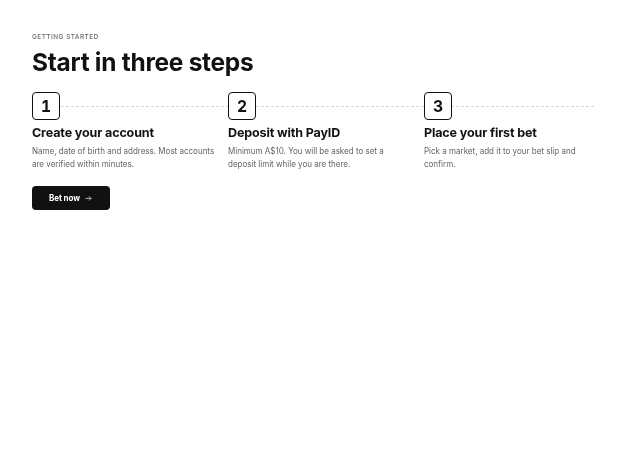 GETTING STARTED
Start in three steps
1
Create your account
Name, date of birth and address. Most accounts
are verified within minutes.
2
Deposit with PayID
Minimum A$10. You will be asked to set a
deposit limit while you are there.
3
Place your first bet
Pick a market, add it to your bet slip and
confirm.
Bet now →